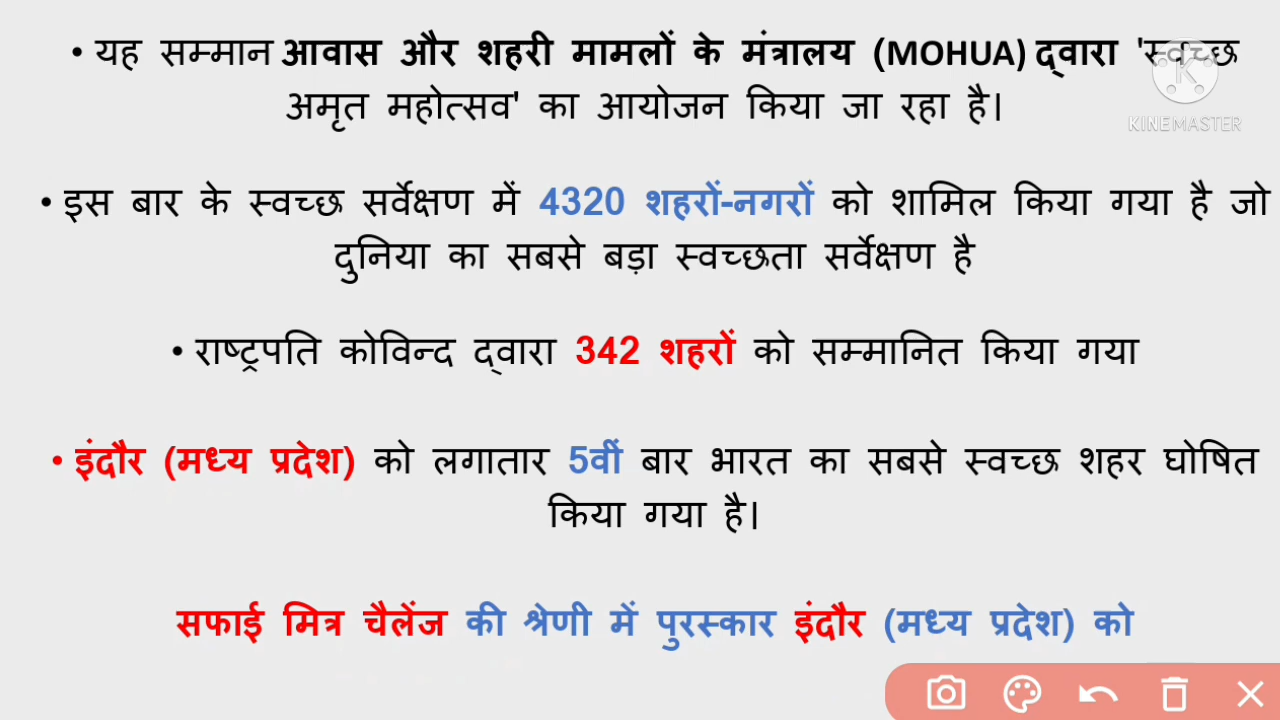 • यह सम्मान आवास और शहरी मामलों के मंत्रालय (MOHUA) द्वारा 'स्वच्छ
अमृत महोत्सव' का आयोजन किया जा रहा है।
KINEMASTER
• इस बार के स्वच्छ सर्वेक्षण में 4320 शहरों-नगरों को शामिल किया गया है जो
दुनिया का सबसे बड़ा स्वच्छता सर्वेक्षण है
• राष्ट्रपति कोविन्द द्वारा 342 शहरों को सम्मानित किया गया
• इंदौर (मध्य प्रदेश) को लगातार 5वीं बार भारत का सबसे स्वच्छ शहर घोषित
किया गया है।
सफाई मित्र चैलेंज की श्रेणी में पुरस्कार इंदौर (मध्य प्रदेश) को